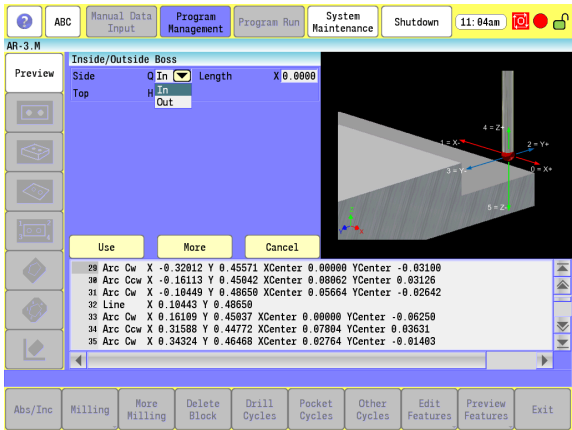 ?
ABC
Manual Data Input
Program Management
Program Run
System Maintenance
Shutdown
11:04am
AR-3.M
Preview
Inside/Outside Boss
Side Q In Length X 0.0000
Top H
In
Out
4 = Z+
1 = X-
2 = Y+
3 = Y-
0 = X+
5 = Z-
Z
Y
X
Use
More
Cancel
29 Arc Cw X -0.32012 Y 0.45571 XCenter 0.00000 YCenter -0.03100
30 Arc Ccw X -0.16113 Y 0.45042 XCenter 0.08062 YCenter 0.03126
31 Arc Cw X -0.10449 Y 0.48650 XCenter 0.05664 YCenter -0.02642
32 Line X 0.10443 Y 0.48650
33 Arc Cw X 0.16109 Y 0.45037 XCenter 0.00000 YCenter -0.06250
34 Arc Ccw X 0.31588 Y 0.44772 XCenter 0.07804 YCenter 0.03631
35 Arc Cw X 0.34324 Y 0.46468 XCenter 0.02764 YCenter -0.01403
Abs/Inc
Milling
More Milling
Delete Block
Drill Cycles
Pocket Cycles
Other Cycles
Edit Features
Preview Features
Exit